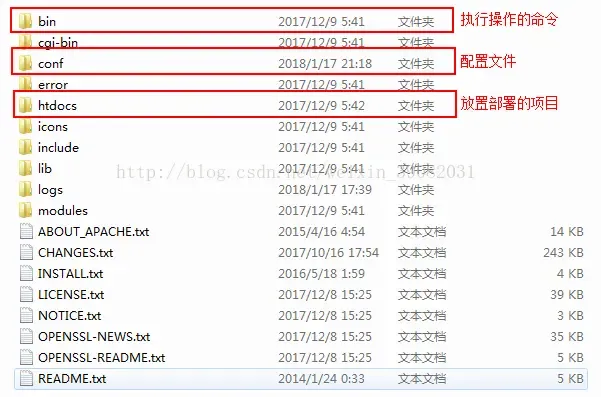 bin 2017/12/9 5:41 文件夹 执行操作的命令
cgi-bin 2017/12/9 5:41 文件夹
conf 2018/1/17 21:18 文件夹 配置文件
error 2017/12/9 5:41 文件夹
htdocs 2017/12/9 5:42 文件夹 放置部署的项目
icons 2017/12/9 5:41 文件夹
include 2017/12/9 5:41 文件夹
lib 2017/12/9 5:41 文件夹
http://blog.csdn.net/weixin_
logs 2018/1/17 17:39 文件夹
modules 2017/12/9 5:41 文件夹
ABOUT_APACHE.txt 2015/4/16 4:54 文本文档 14 KB
CHANGES.txt 2017/10/16 17:54 文本文档 243 KB
INSTALL.txt 2016/5/18 1:59 文本文档 4 KB
LICENSE.txt 2017/12/8 15:25 文本文档 39 KB
NOTICE.txt 2017/12/8 15:25 文本文档 3 KB
OPENSSL-NEWS.txt 2017/12/8 15:25 文本文档 35 KB
OPENSSL-README.txt 2017/12/8 15:25 文本文档 5 KB
README.txt 2014/1/24 0:33 文本文档 5 KB